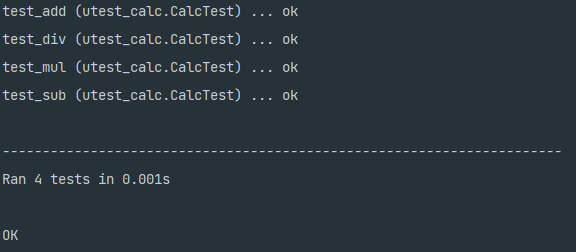 test_add (utest_calc.CalcTest) ... ok
test_div (utest_calc.CalcTest) ... ok
test_mul (utest_calc.CalcTest) ... ok
test_sub (utest_calc.CalcTest) ... ok
----------------------------------------------------------------------
Ran 4 tests in 0.001s
OK